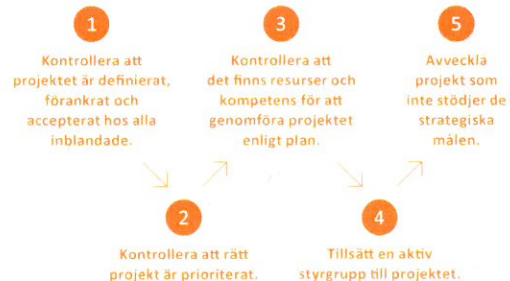 1
Kontrollera att
projektet är definierat,
förankrat och
accepterat hos alla
inblandade.
2
Kontrollera att rätt
projekt är prioriterat.
3
Kontrollera att
det finns resurser och
kompetens för att
genomföra projektet
enligt plan.
4
Tillsätt en aktiv
styrgrupp till projektet.
5
Avveckla
projekt som
inte stödjer de
strategiska
målen.